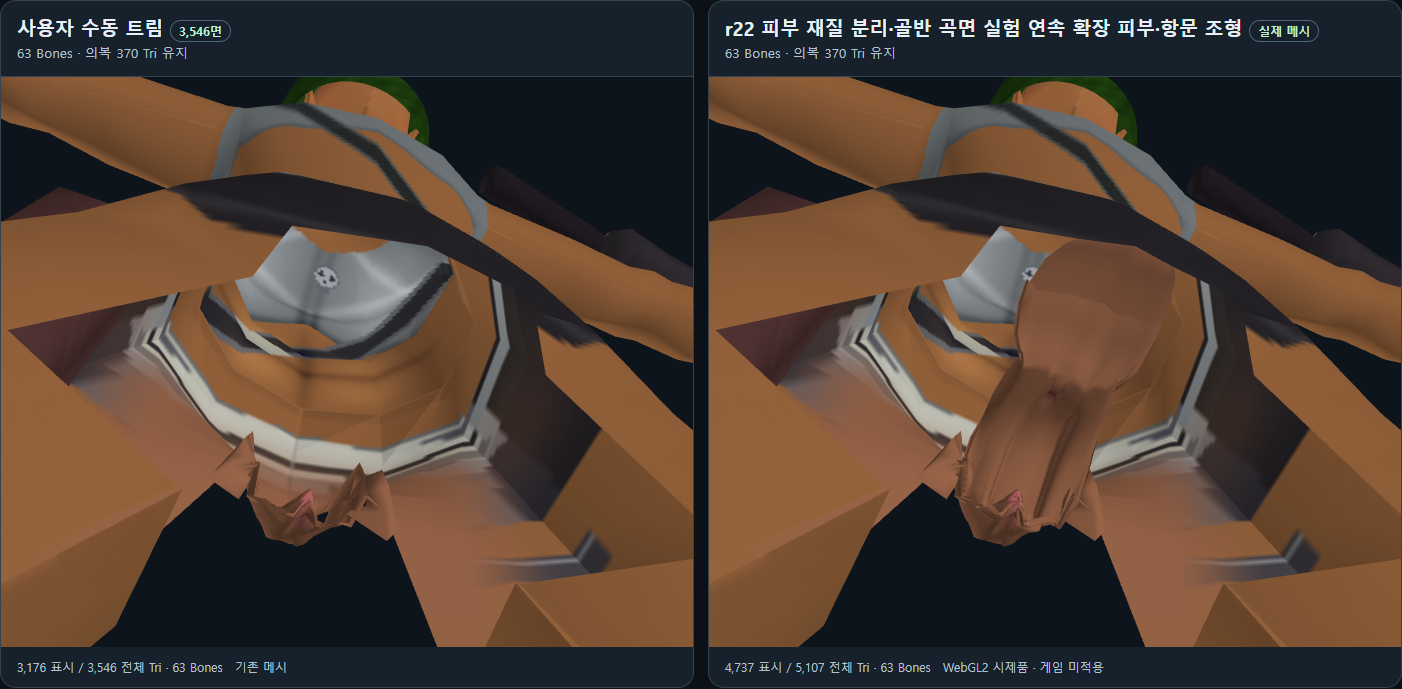 사용자 수동 트림 3,546면
63 Bones · 의복 370 Tri 유지
3,176 표시 / 3,546 전체 Tri · 63 Bones 기존 메시
r22 피부 재질 분리·골반 곡면 실험 연속 확장 피부·항문 조형 실제 메시
63 Bones · 의복 370 Tri 유지
4,737 표시 / 5,107 전체 Tri · 63 Bones WebGL2 시제품 · 게임 미적용